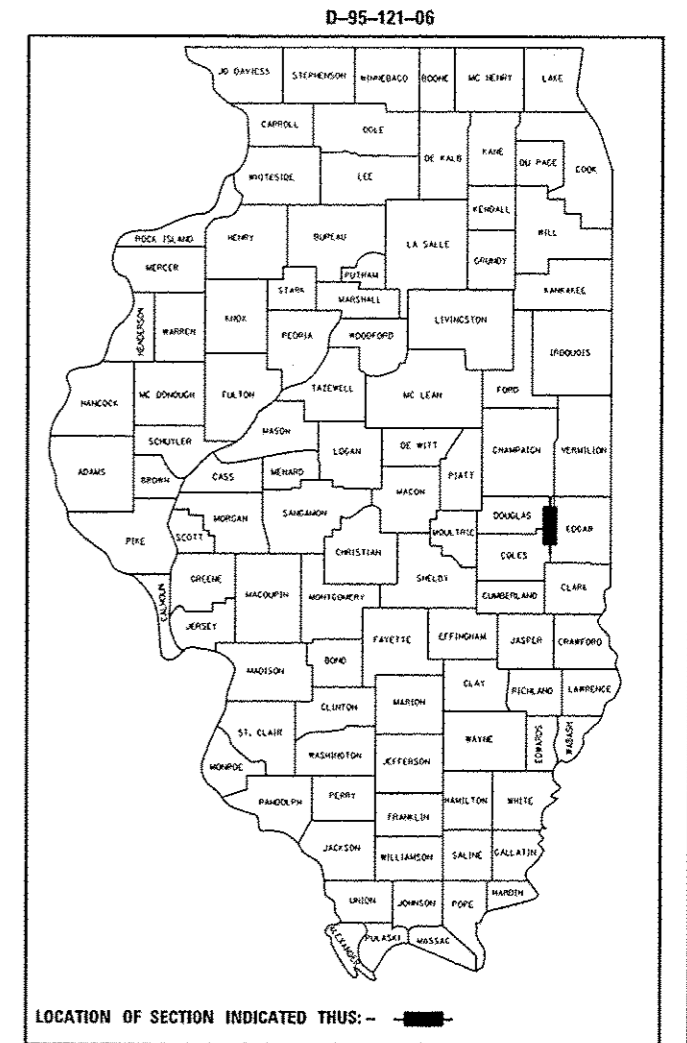 D-95-121-06
JO DAVIESS STEPHENSON WINNEBAGO BOONE MC HENRY LAKE
CARROLL OGLE
DE KALB KANE DU PAGE COOK
WHITESIDE LEE
KENDALL
ROCK ISLAND HENRY BUREAU LA SALLE WILL
MERCER GRUNDY
PUTNAM
STARK MARSHALL KANKAKEE
HENDERSON WARREN KNOX PEORIA WOODFORD LIVINGSTON
IROQUOIS
HANCOCK MC DONOUGH FULTON TAZEWELL MC LEAN FORD
MASON
SCHUYLER LOGAN DE WITT CHAMPAIGN VERMILION
ADAMS BROWN CASS MENARD PIATT
MACON
MORGAN SANGAMON DOUGLAS EDGAR
PIKE SCOTT CHRISTIAN MOULTRIE
COLES
CALHOUN GREENE MACOUPIN MONTGOMERY SHELBY
CUMBERLAND CLARK
JERSEY
FAYETTE EFFINGHAM JASPER CRAWFORD
MADISON BOND
CLAY RICHLAND LAWRENCE
CLINTON MARION
ST. CLAIR WAYNE EDWARDS WABASH
MONROE WASHINGTON JEFFERSON
RANDOLPH PERRY HAMILTON WHITE
FRANKLIN
JACKSON WILLIAMSON SALINE GALLATIN
UNION JOHNSON POPE HARDIN
ALEXANDER PULASKI MASSAC
LOCATION OF SECTION INDICATED THUS: -